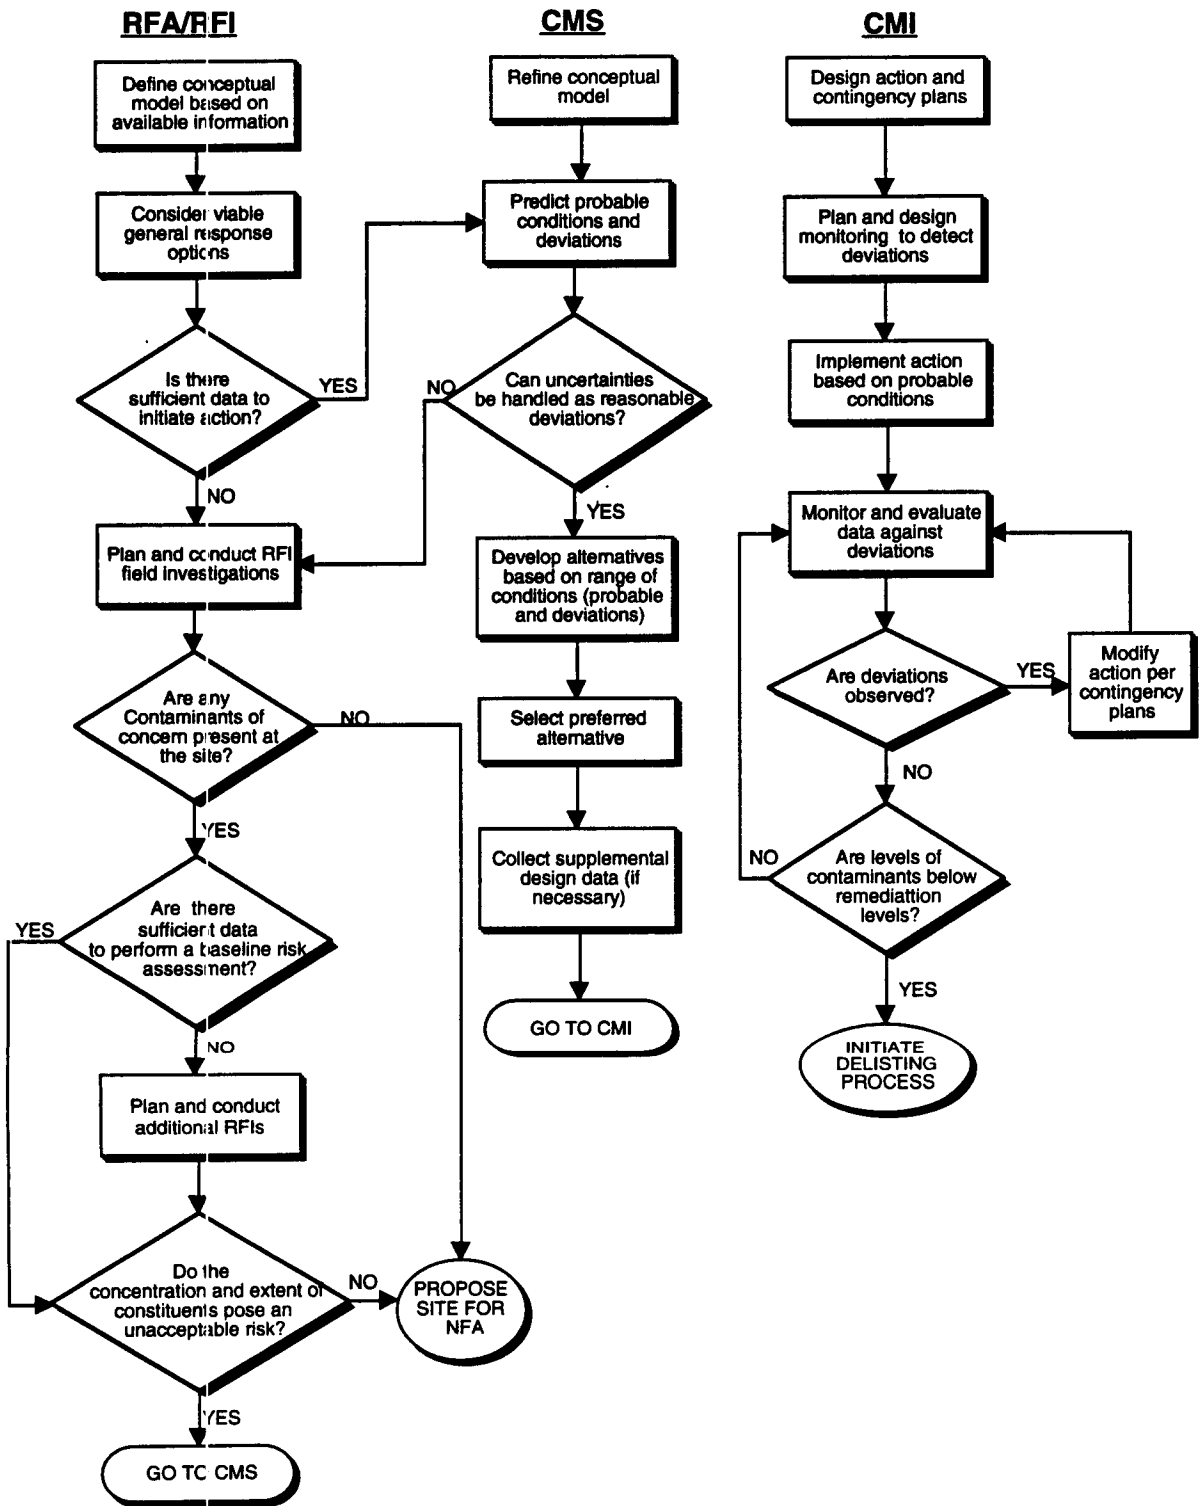 RFA/RFI
Define conceptual
model based on
available information
Consider viable
general response
options
Is there
sufficient data to
initiate action?
YES
NO
Plan and conduct RFI
field investigations
Are any
Contaminants of
concern present at
the site?
NO
YES
Are there
sufficient data
to perform a baseline risk
assessment?
YES
NO
Plan and conduct
additional RFIs
Do the
concentration and extent of
constituents pose an
unacceptable risk?
NO
PROPOSE
SITE FOR
NFA
YES
GO TO CMS
CMS
Refine conceptual
model
Predict probable
conditions and
deviations
Can uncertainties
be handled as reasonable
deviations?
NO
YES
Develop alternatives
based on range of
conditions (probable
and deviations)
Select preferred
alternative
Collect supplemental
design data (if
necessary)
GO TO CMI
CMI
Design action and
contingency plans
Plan and design
monitoring to detect
deviations
Implement action
based on probable
conditions
Monitor and evaluate
data against
deviations
Are deviations
observed?
YES
Modify
action per
contingency
plans
NO
Are levels of
contaminants below
remediattion
levels?
NO
YES
INITIATE
DELISTING
PROCESS